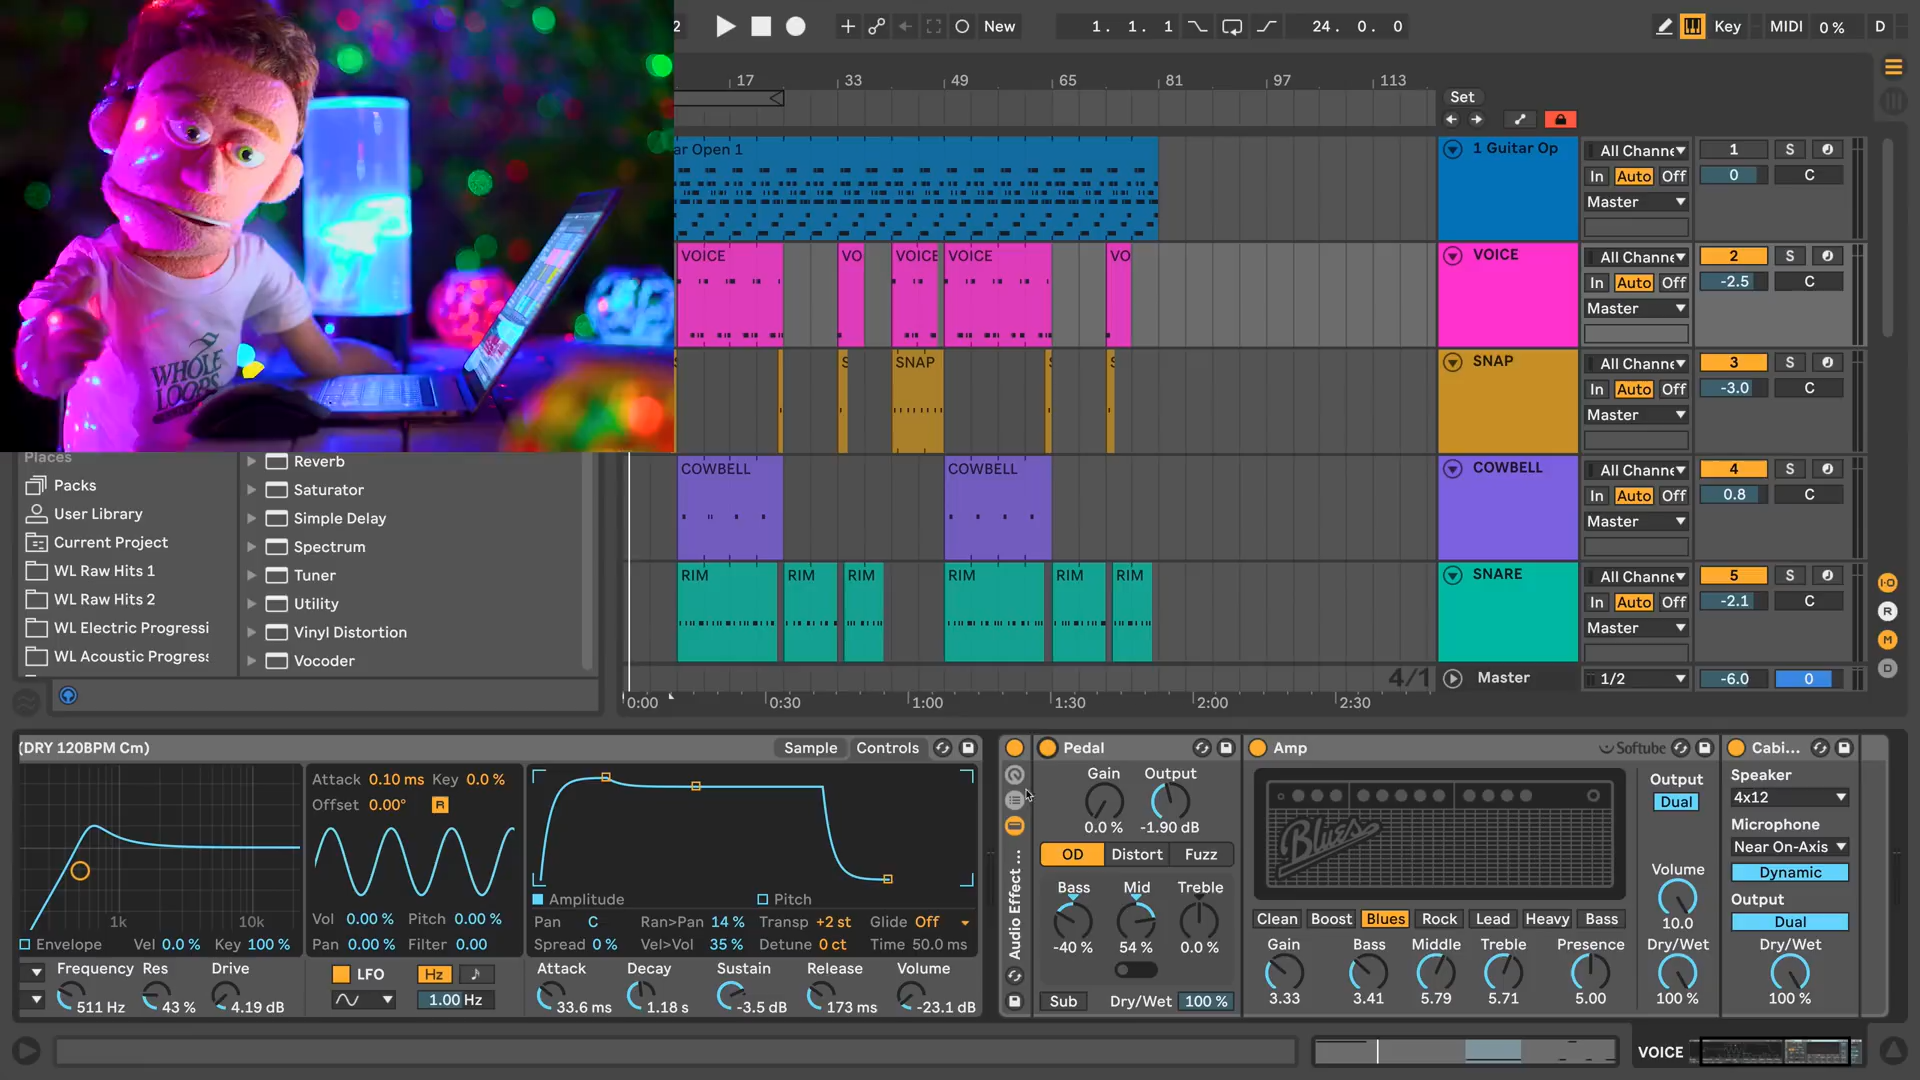 2
New
1. 1. 1
24. 0. 0
Key
MIDI
0 %
D
17
33
49
65
81
97
113
Set
ar Open 1
1 Guitar Op
All Channe
1
S
In
Auto
Off
0
C
Master
VOICE
VO
VOICE
VOICE
VO
VOICE
All Channe
2
S
In
Auto
Off
-2.5
C
Master
WHOLE
LOOPS
S
SNAP
SNAP
All Channe
3
S
In
Auto
Off
-3.0
C
Master
COWBELL
COWBELL
COWBELL
All Channe
4
S
In
Auto
Off
0.8
C
Master
RIM
RIM
RIM
RIM
RIM
RIM
SNARE
All Channe
5
S
In
Auto
Off
-2.1
C
Master
I·O
R
M
D
4/1
Master
1/2
-6.0
0
0:00
0:30
1:00
1:30
2:00
2:30
Places
Packs
User Library
Current Project
WL Raw Hits 1
WL Raw Hits 2
WL Electric Progressi
WL Acoustic Progress
Reverb
Saturator
Simple Delay
Spectrum
Tuner
Utility
Vinyl Distortion
Vocoder
(DRY 120BPM Cm)
Sample
Controls
1k
10k
Envelope
Vel 0.0 %
Key 100 %
Frequency
Res
Drive
511 Hz
43 %
4.19 dB
Attack 0.10 ms
Key 0.0 %
Offset 0.00°
R
Vol 0.00 %
Pitch 0.00 %
Pan 0.00 %
Filter 0.00
LFO
Hz
1.00 Hz
Amplitude
Pitch
Pan C
Ran>Pan 14 %
Transp +2 st
Glide Off
Spread 0 %
Vel>Vol 35 %
Detune 0 ct
Time 50.0 ms
Attack
Decay
Sustain
Release
Volume
33.6 ms
1.18 s
-3.5 dB
173 ms
-23.1 dB
Audio Effect ...
Pedal
Gain
Output
0.0 %
-1.90 dB
OD
Distort
Fuzz
Bass
Mid
Treble
-40 %
54 %
0.0 %
Sub
Dry/Wet
100 %
Amp
Softube
Blues
Clean
Boost
Blues
Rock
Lead
Heavy
Bass
Gain
Bass
Middle
Treble
Presence
3.33
3.41
5.79
5.71
5.00
Output
Dual
Volume
10.0
Dry/Wet
100 %
Cabi...
Speaker
4x12
Microphone
Near On-Axis
Dynamic
Output
Dual
Dry/Wet
100 %
VOICE